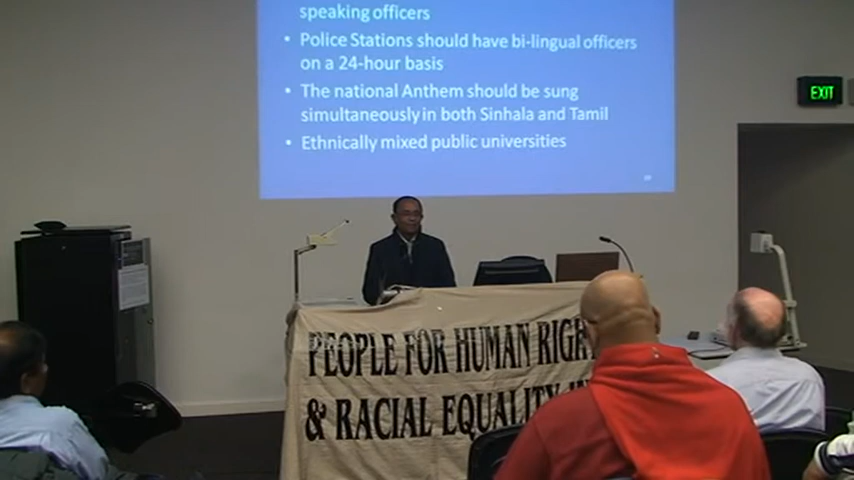 speaking officers
• Police Stations should have bi-lingual officers
on a 24-hour basis
• The national Anthem should be sung
simultaneously in both Sinhala and Tamil
• Ethnically mixed public universities
EXIT
PEOPLE FOR HUMAN RIGH
& RACIAL EQUALITY